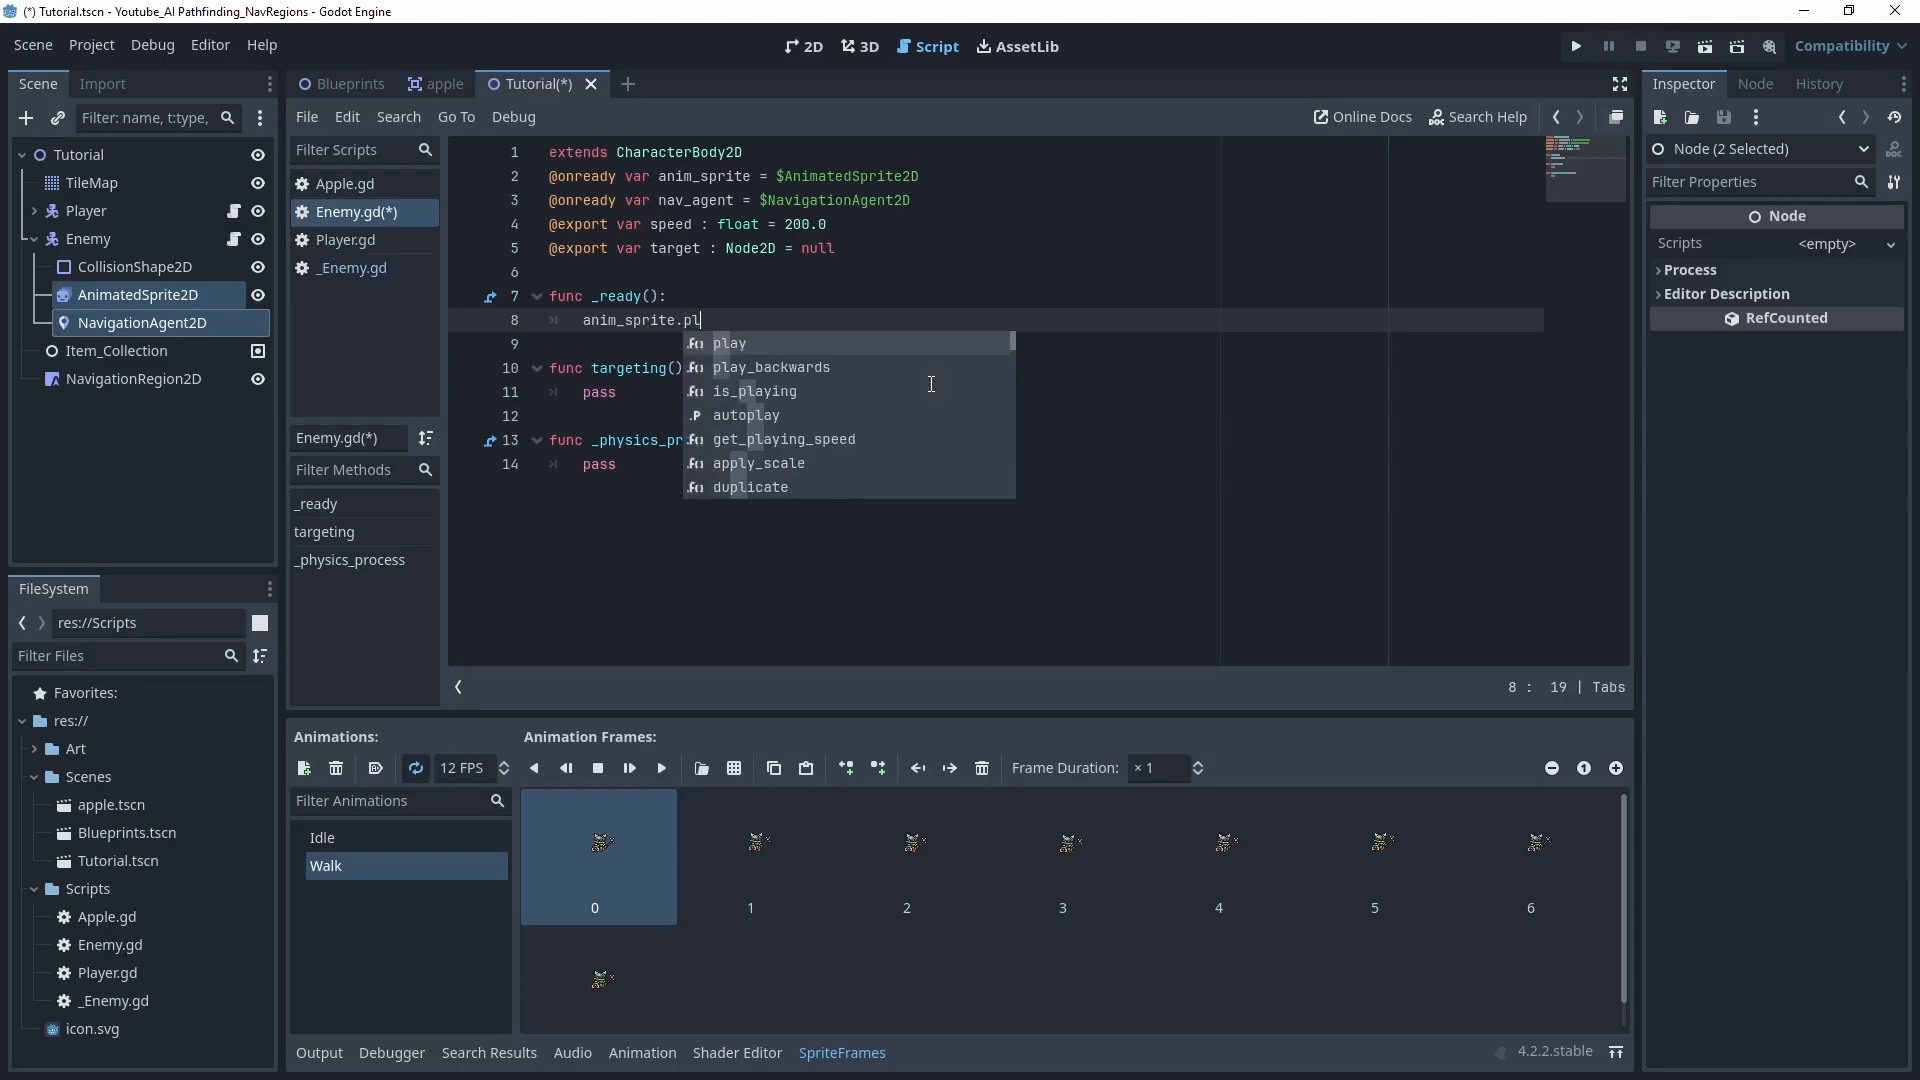 (*) Tutorial.tscn - Youtube_AI Pathfinding_NavRegions - Godot Engine
Scene Project Debug Editor Help
2D 3D Script AssetLib
Compatibility
Scene Import
Filter: name, t:type,
Tutorial
TileMap
Player
Enemy
CollisionShape2D
AnimatedSprite2D
NavigationAgent2D
Item_Collection
NavigationRegion2D
FileSystem
res://Scripts
Filter Files
Favorites:
res://
Art
Scenes
apple.tscn
Blueprints.tscn
Tutorial.tscn
Scripts
Apple.gd
Enemy.gd
Player.gd
_Enemy.gd
icon.svg
Blueprints apple Tutorial(*)
File Edit Search Go To Debug
Online Docs Search Help
Filter Scripts
Apple.gd
Enemy.gd(*)
Player.gd
_Enemy.gd
Enemy.gd(*)
Filter Methods
_ready
targeting
_physics_process
1 extends CharacterBody2D
2 @onready var anim_sprite = $AnimatedSprite2D
3 @onready var nav_agent = $NavigationAgent2D
4 @export var speed : float = 200.0
5 @export var target : Node2D = null
6
7 func _ready():
8 anim_sprite.pl
9
10 func targeting()
11 pass
12
13 func _physics_pr
14 pass
play
play_backwards
is_playing
autoplay
get_playing_speed
apply_scale
duplicate
8 : 19 | Tabs
Animations:
12 FPS
Filter Animations
Idle
Walk
Animation Frames:
Frame Duration: × 1
0 1 2 3 4 5 6
Output Debugger Search Results Audio Animation Shader Editor SpriteFrames
4.2.2.stable
Inspector Node History
Node (2 Selected)
DOC
Filter Properties
Node
Scripts <empty>
Process
Editor Description
RefCounted